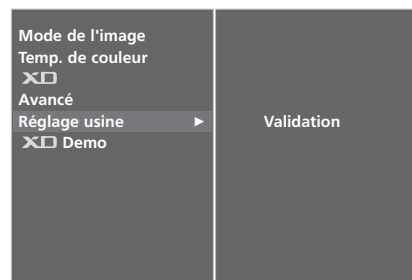 Mode de l'image
Temp. de couleur
XD
Avancé
Réglage usine ►
XD Demo
Validation